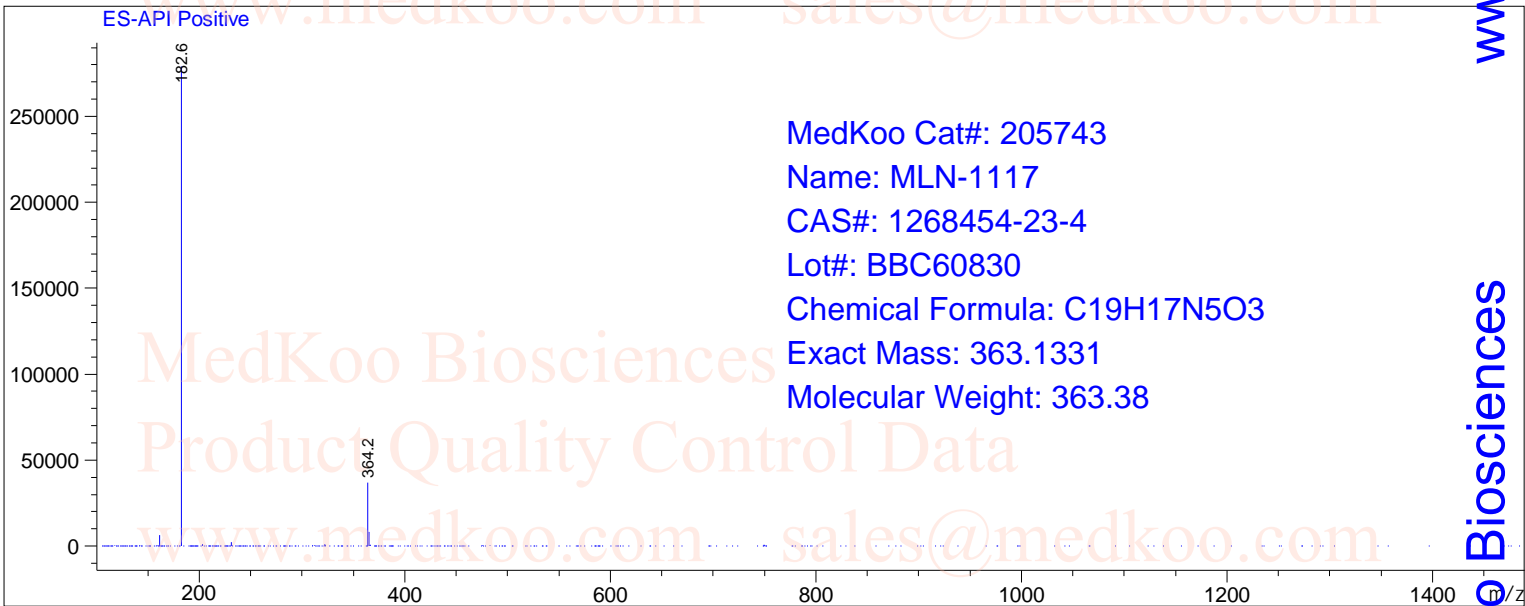 www.medkoo.com sales@medkoo.com
ES-API Positive
182.6
250000
200000
150000
100000
50000
0
364.2
MedKoo Cat#: 205743
Name: MLN-1117
CAS#: 1268454-23-4
Lot#: BBC60830
Chemical Formula: C19H17N5O3
Exact Mass: 363.1331
Molecular Weight: 363.38
MedKoo Biosciences
Product Quality Control Data
www.medkoo.com sales@medkoo.com
200 400 600 800 1000 1200 1400 m/z
ww
o Biosciences